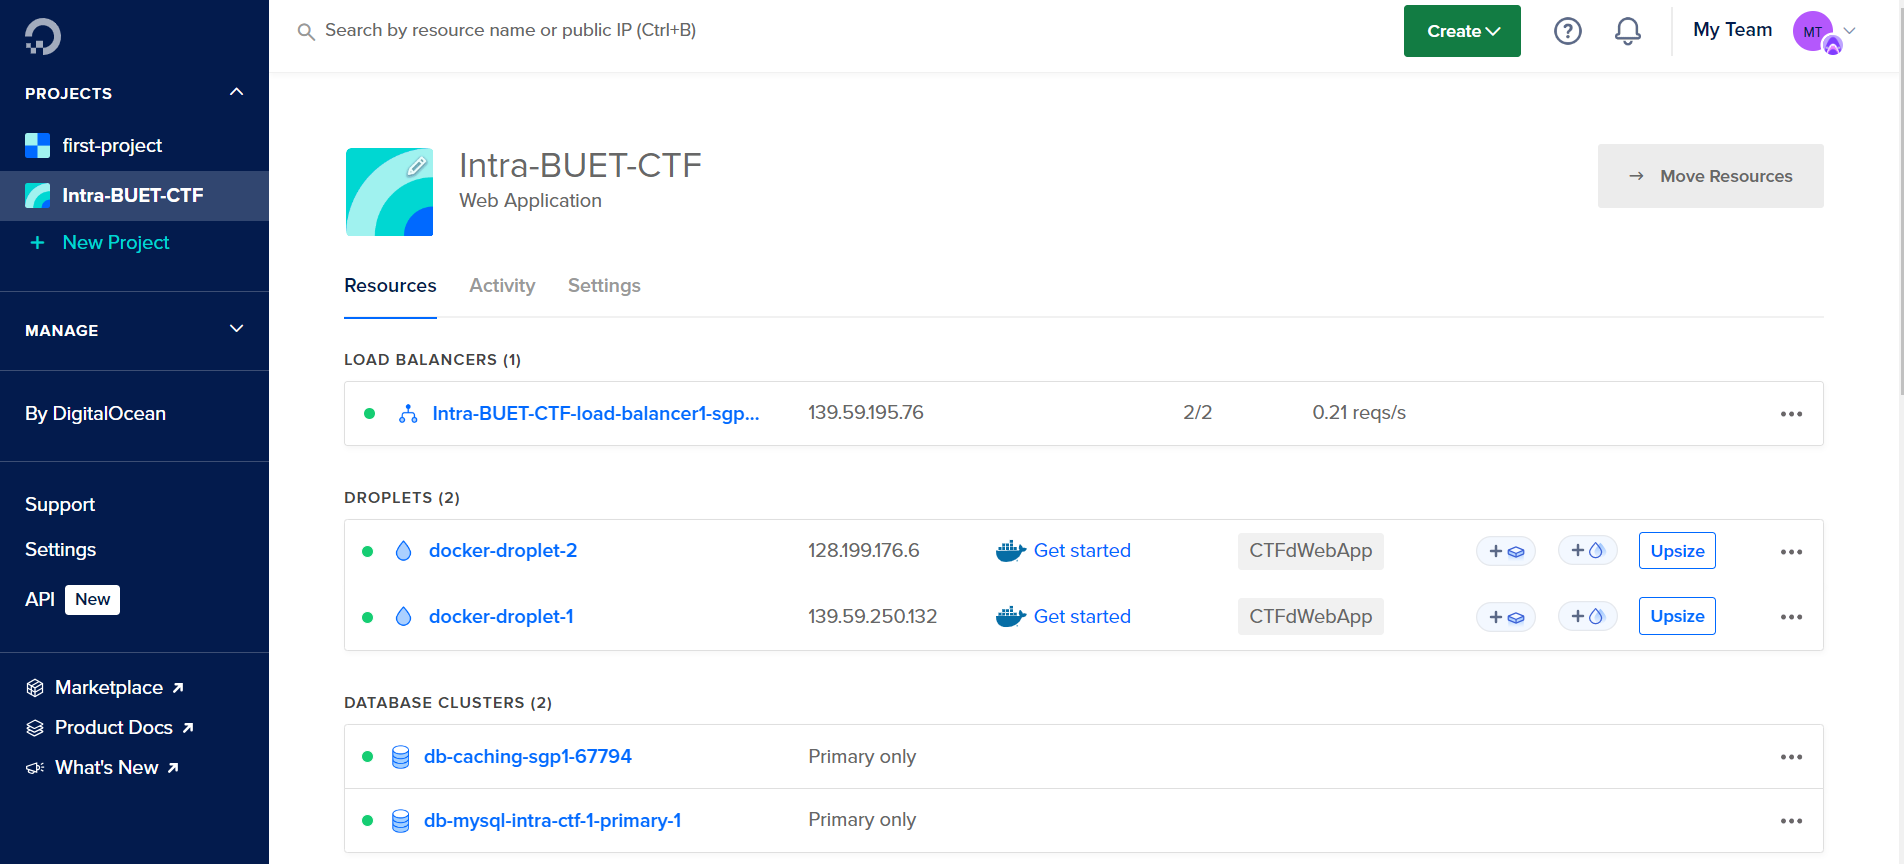 Search by resource name or public IP (Ctrl+B)
Create
My Team
MT
PROJECTS
first-project
Intra-BUET-CTF
+ New Project
MANAGE
By DigitalOcean
Support
Settings
API New
Marketplace
Product Docs
What's New
Intra-BUET-CTF
Web Application
→ Move Resources
Resources Activity Settings
LOAD BALANCERS (1)
Intra-BUET-CTF-load-balancer1-sgp... 139.59.195.76 2/2 0.21 reqs/s
DROPLETS (2)
docker-droplet-2 128.199.176.6 Get started CTFdWebApp + + Upsize
docker-droplet-1 139.59.250.132 Get started CTFdWebApp + + Upsize
DATABASE CLUSTERS (2)
db-caching-sgp1-67794 Primary only
db-mysql-intra-ctf-1-primary-1 Primary only